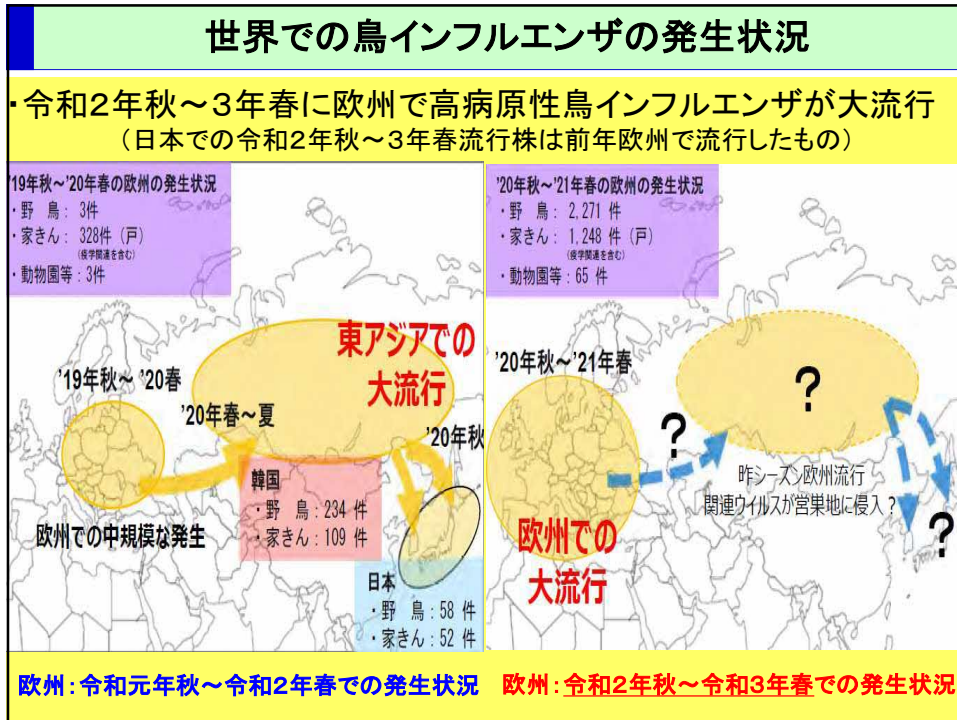 世界での鳥インフルエンザの発生状況
・令和２年秋～３年春に欧州で高病原性鳥インフルエンザが大流行
（日本での令和２年秋～３年春流行株は前年欧州で流行したもの）
'19年秋～'20年春の欧州の発生状況
・野　鳥： 3件
・家きん： 328件（戸）
（疫学関連を含む）
・動物園等：3件
東アジアでの
大流行
'19年秋～ '20春
'20年春～夏
'20年秋
韓国
・野　鳥：234 件
・家きん：109 件
欧州での中規模な発生
日本
・野　鳥：58 件
・家きん：52 件
'20年秋～'21年春の欧州の発生状況
・野　鳥： 2,271 件
・家きん： 1,248 件（戸）
（疫学関連を含む）
・動物園等：65 件
'20年秋～'21年春
？
？
昨シーズン欧州流行
関連ウイルスが営巣地に侵入？
？
欧州での
大流行
欧州：令和元年秋～令和２年春での発生状況
欧州：令和２年秋～令和３年春での発生状況